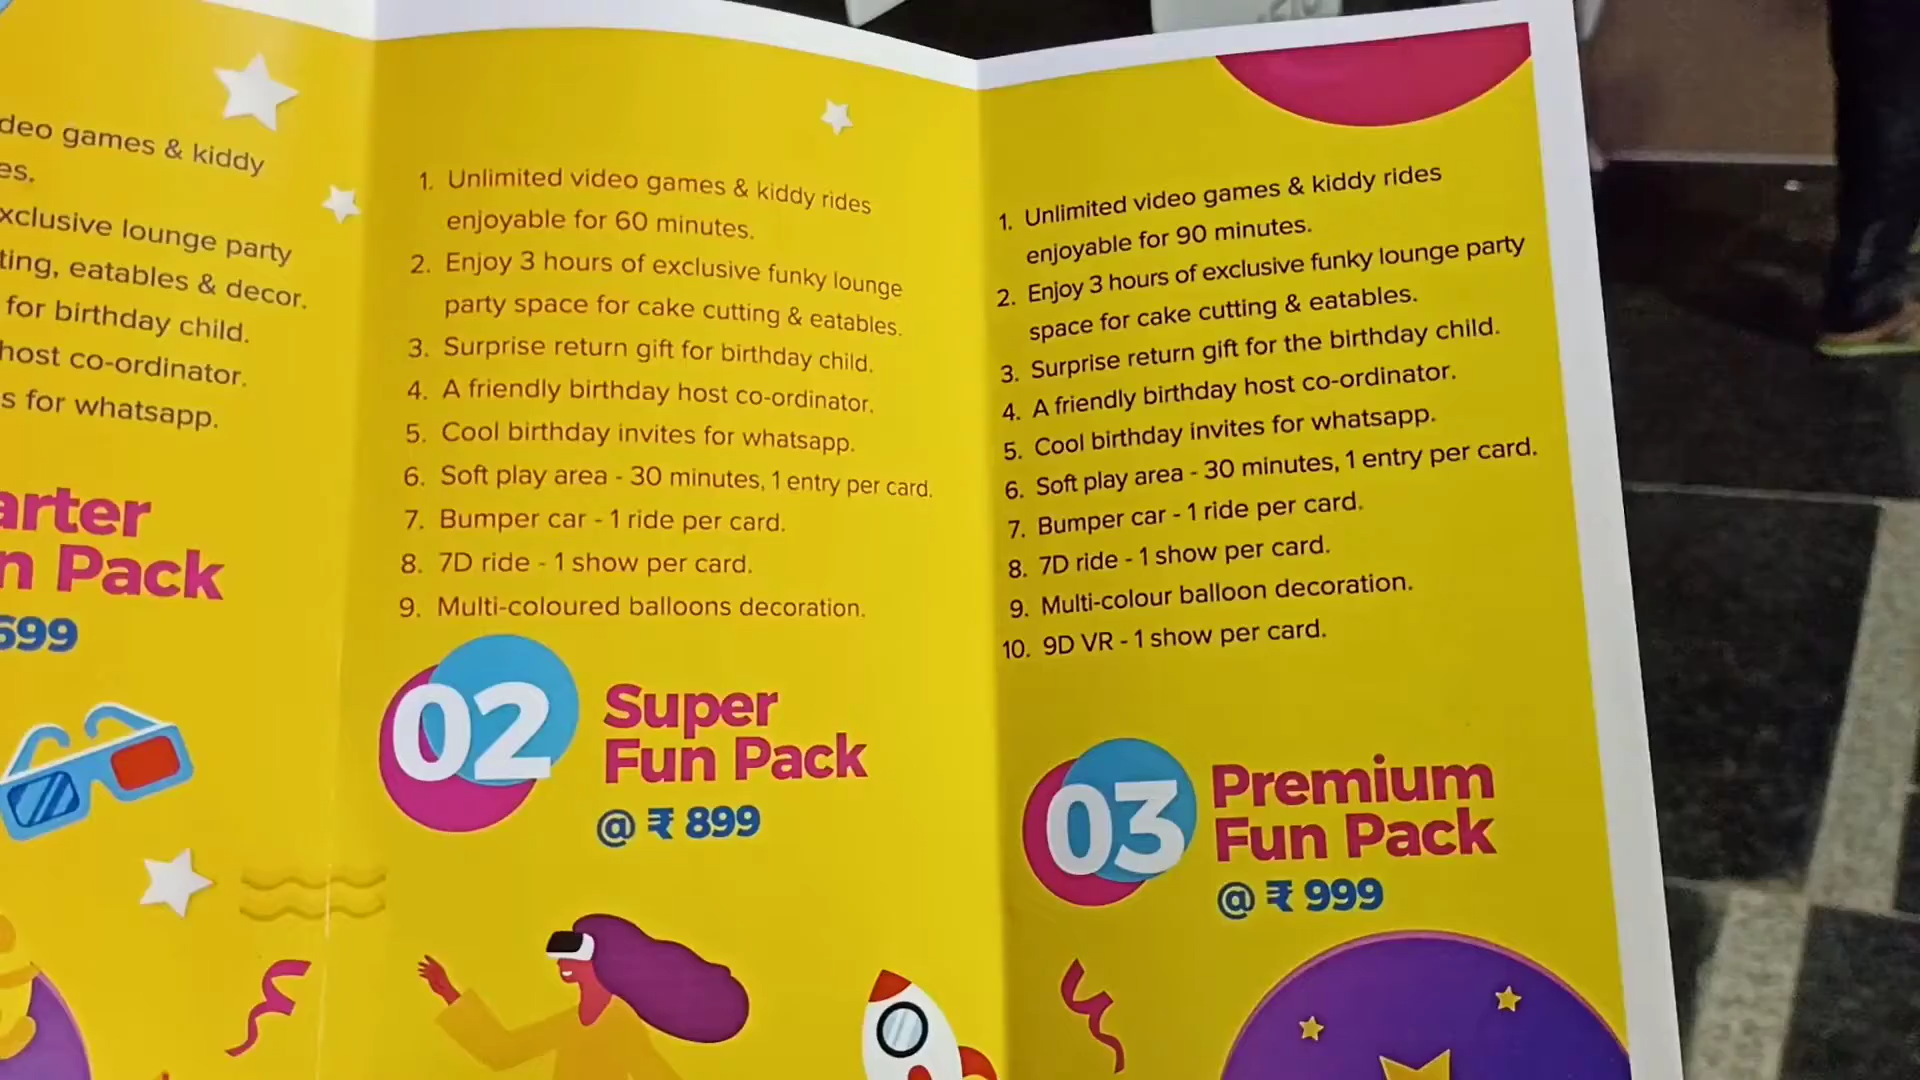 deo games & kiddy
es.
xclusive lounge party
ting, eatables & decor.
for birthday child.
host co-ordinator.
s for whatsapp.
arter
n Pack
699
1. Unlimited video games & kiddy rides
enjoyable for 60 minutes.
2. Enjoy 3 hours of exclusive funky lounge
party space for cake cutting & eatables.
3. Surprise return gift for birthday child.
4. A friendly birthday host co-ordinator.
5. Cool birthday invites for whatsapp.
6. Soft play area - 30 minutes, 1 entry per card.
7. Bumper car - 1 ride per card.
8. 7D ride - 1 show per card.
9. Multi-coloured balloons decoration.
02
Super
Fun Pack
@ ₹ 899
1. Unlimited video games & kiddy rides
enjoyable for 90 minutes.
2. Enjoy 3 hours of exclusive funky lounge party
space for cake cutting & eatables.
3. Surprise return gift for the birthday child.
4. A friendly birthday host co-ordinator.
5. Cool birthday invites for whatsapp.
6. Soft play area - 30 minutes, 1 entry per card.
7. Bumper car - 1 ride per card.
8. 7D ride - 1 show per card.
9. Multi-colour balloon decoration.
10. 9D VR - 1 show per card.
03
Premium
Fun Pack
@ ₹ 999